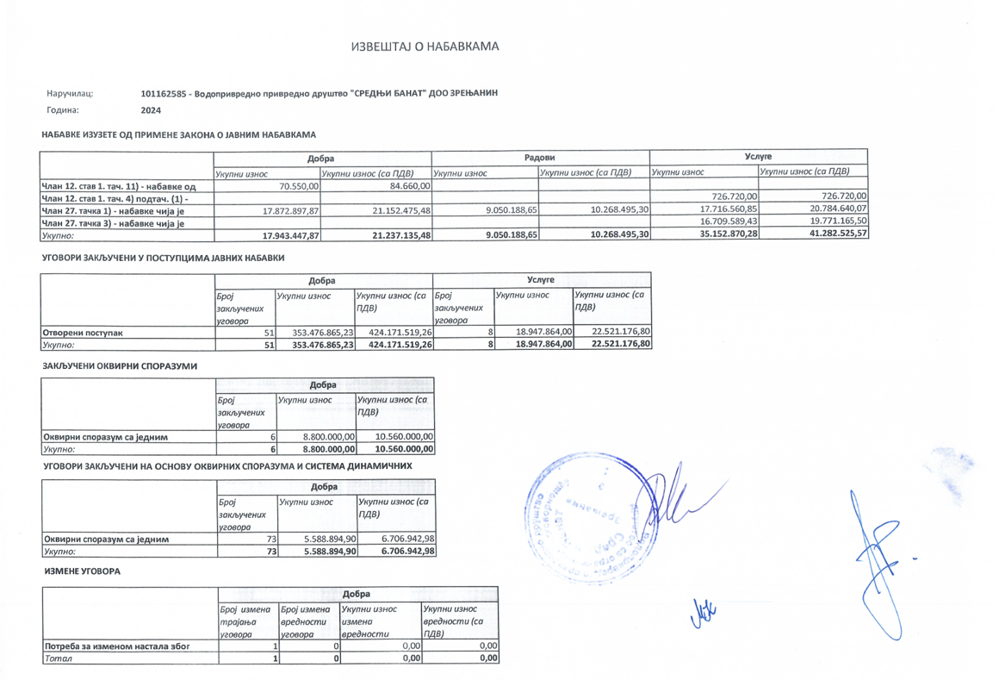 ИЗВЕШТАЈ О НАБАВКАМА
Наручилац: 101162585 - Водопривредно привредно друштво "СРЕДЊИ БАНАТ" ДОО ЗРЕЊАНИН
Година: 2024
НАБАВКЕ ИЗУЗЕТЕ ОД ПРИМЕНЕ ЗАКОНА О ЈАВНИМ НАБАВКАМА
Добра Радови Услуге
Укупни износ Укупни износ (са ПДВ) Укупни износ Укупни износ (са ПДВ) Укупни износ Укупни износ (са ПДВ)
Члан 12. став 1. тач. 11) - набавке од 70.550,00 84.660,00
Члан 12. став 1. тач. 4) подтач. (1) - 726.720,00 726.720,00
Члан 27. тачка 1) - набавке чија је 17.872.897,87 21.152.475,48 9.050.188,65 10.268.495,30 17.716.560,85 20.784.640,07
Члан 27. тачка 3) - набавке чија је 16.709.589,43 19.771.165,50
Укупно: 17.943.447,87 21.237.135,48 9.050.188,65 10.268.495,30 35.152.870,28 41.282.525,57
УГОВОРИ ЗАКЉУЧЕНИ У ПОСТУПЦИМА ЈАВНИХ НАБАВКИ
Добра Услуге
Број Укупни износ Укупни износ (са Број Укупни износ Укупни износ (са
закључених ПДВ) закључених ПДВ)
уговора уговора
Отворени поступак 51 353.476.865,23 424.171.519,26 8 18.947.864,00 22.521.176,80
Укупно: 51 353.476.865,23 424.171.519,26 8 18.947.864,00 22.521.176,80
ЗАКЉУЧЕНИ ОКВИРНИ СПОРАЗУМИ
Добра
Број Укупни износ Укупни износ (са
закључених ПДВ)
уговора
Оквирни споразум са једним 6 8.800.000,00 10.560.000,00
Укупно: 6 8.800.000,00 10.560.000,00
УГОВОРИ ЗАКЉУЧЕНИ НА ОСНОВУ ОКВИРНИХ СПОРАЗУМА И СИСТЕМА ДИНАМИЧНИХ
Добра
Број Укупни износ Укупни износ (са
закључених ПДВ)
уговора
Оквирни споразум са једним 73 5.588.894,90 6.706.942,98
Укупно: 73 5.588.894,90 6.706.942,98
ИЗМЕНЕ УГОВОРА
Добра
Број измена Број измена Укупни износ Укупни износ
трајања вредности измена вредности (са
уговора уговора вредности ПДВ)
Потреба за изменом настала због 1 0 0,00 0,00
Тотал 1 0 0,00 0,00